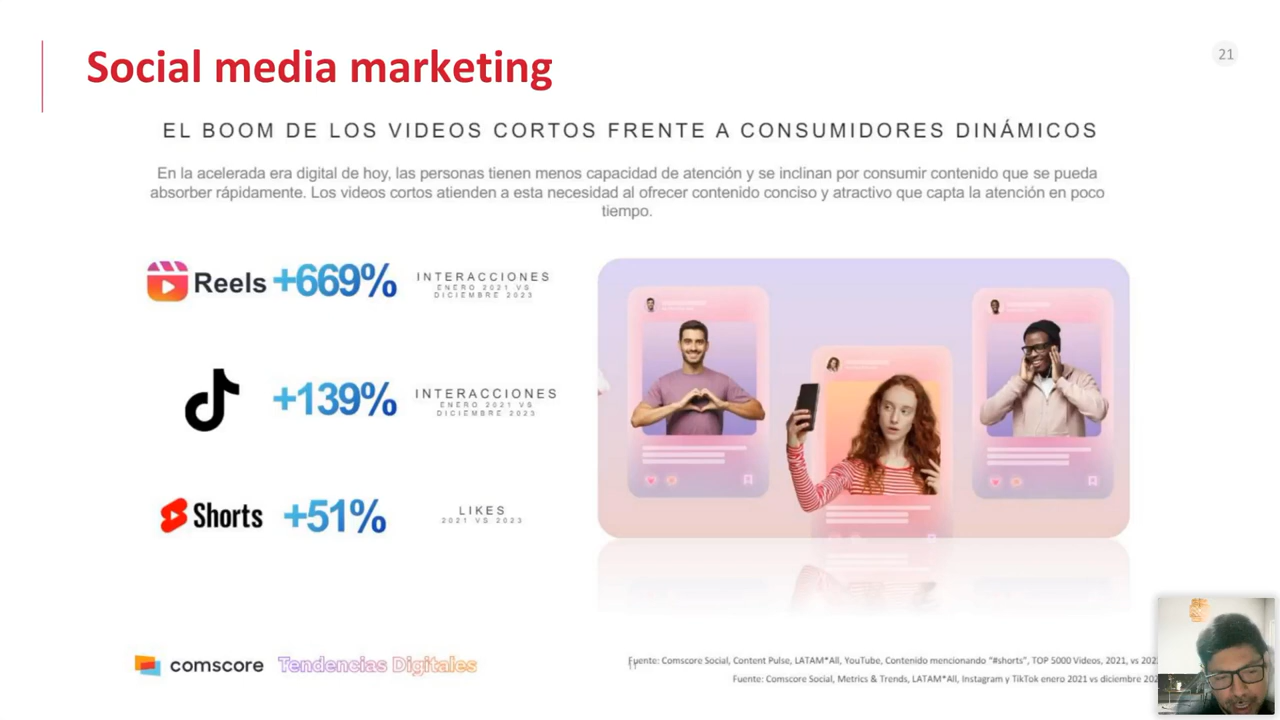 Social media marketing
21
EL BOOM DE LOS VIDEOS CORTOS FRENTE A CONSUMIDORES DINÁMICOS
En la acelerada era digital de hoy, las personas tienen menos capacidad de atención y se inclinan por consumir contenido que se pueda
absorber rápidamente. Los videos cortos atienden a esta necesidad al ofrecer contenido conciso y atractivo que capta la atención en poco
tiempo.
Reels +669% INTERACCIONES
ENERO 2021 VS
DICIEMBRE 2023
+139% INTERACCIONES
ENERO 2021 VS
DICIEMBRE 2023
Shorts +51% LIKES
2021 VS 2023
comscore Tendencias Digitales
Fuente: Comscore Social, Content Pulse, LATAM*All, YouTube, Contenido mencionando "#shorts", TOP 5000 Videos, 2021, vs 202
Fuente: Comscore Social, Metrics & Trends, LATAM*All, Instagram y TikTok enero 2021 vs diciembre 20